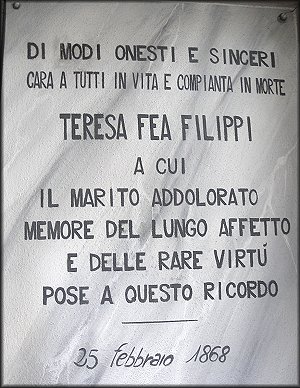 DI MODI ONESTI E SINCERI
CARA A TUTTI IN VITA E COMPIANTA IN MORTE
TERESA FEA FILIPPI
A CUI
IL MARITO ADDOLORATO
MEMORE DEL LUNGO AFFETTO
E DELLE RARE VIRTÚ
POSE A QUESTO RICORDO
25 febbraio 1868